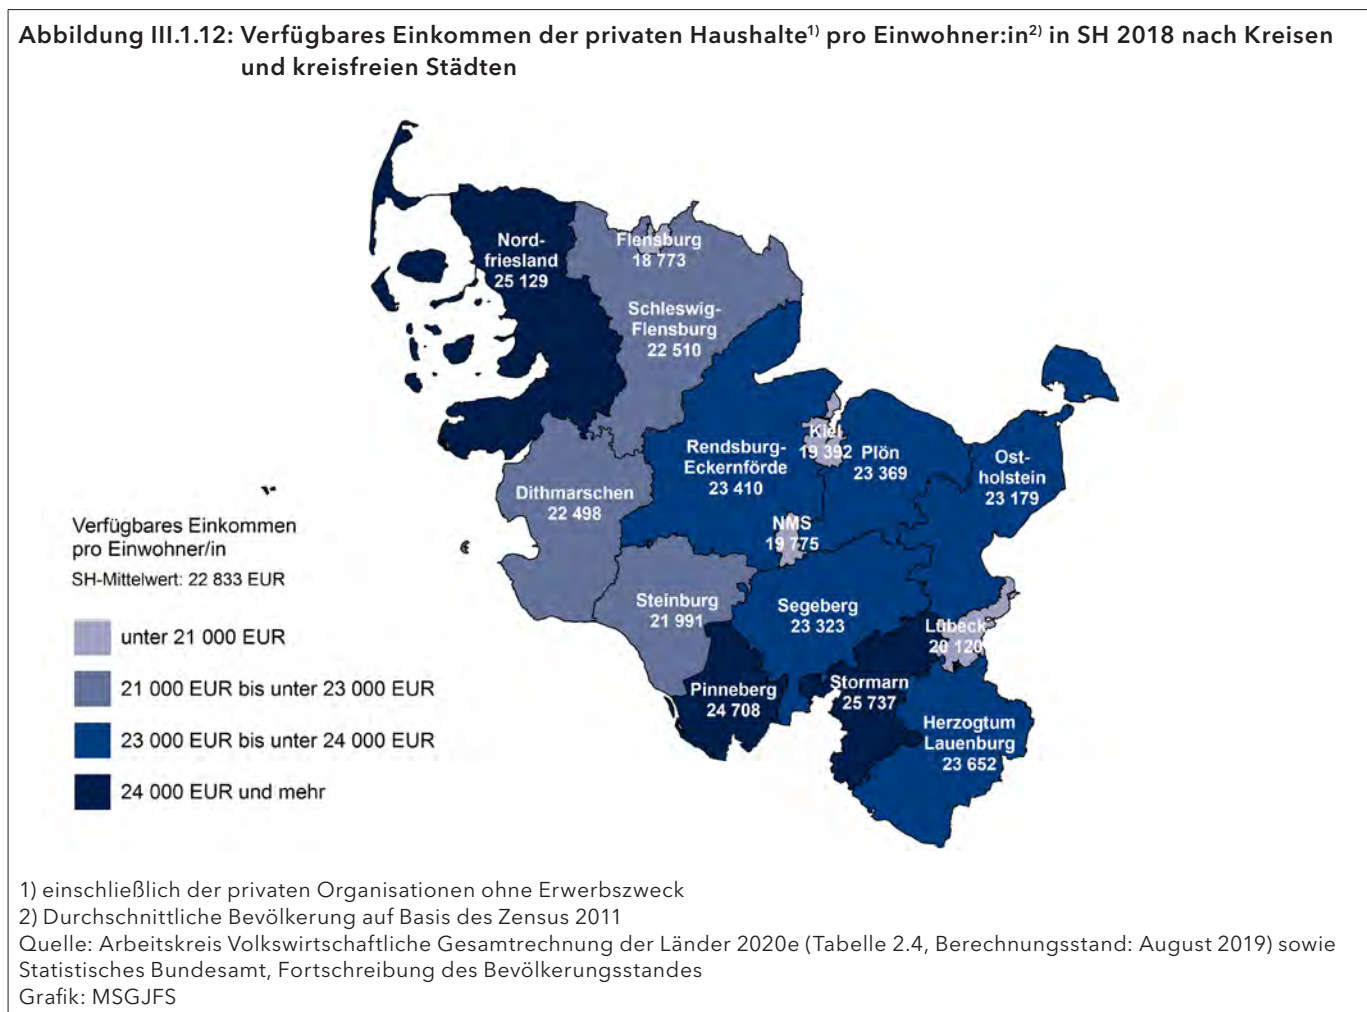 Abbildung III.1.12: Verfügbares Einkommen der privaten Haushalte1) pro Einwohner:in2) in SH 2018 nach Kreisen
und kreisfreien Städten
Nord-
friesland
25 129
Flensburg
18 773
Schleswig-
Flensburg
22 510
Rendsburg-
Eckernförde
23 410
Kiel
19 392
Plön
23 369
Ost-
holstein
23 179
Dithmarschen
22 498
NMS
19 775
Steinburg
21 991
Segeberg
23 323
Lübeck
20 120
Pinneberg
24 708
Stormarn
25 737
Herzogtum
Lauenburg
23 652
Verfügbares Einkommen
pro Einwohner/in
SH-Mittelwert: 22 833 EUR
unter 21 000 EUR
21 000 EUR bis unter 23 000 EUR
23 000 EUR bis unter 24 000 EUR
24 000 EUR und mehr
1) einschließlich der privaten Organisationen ohne Erwerbszweck
2) Durchschnittliche Bevölkerung auf Basis des Zensus 2011
Quelle: Arbeitskreis Volkswirtschaftliche Gesamtrechnung der Länder 2020e (Tabelle 2.4, Berechnungsstand: August 2019) sowie
Statistisches Bundesamt, Fortschreibung des Bevölkerungsstandes
Grafik: MSGJFS